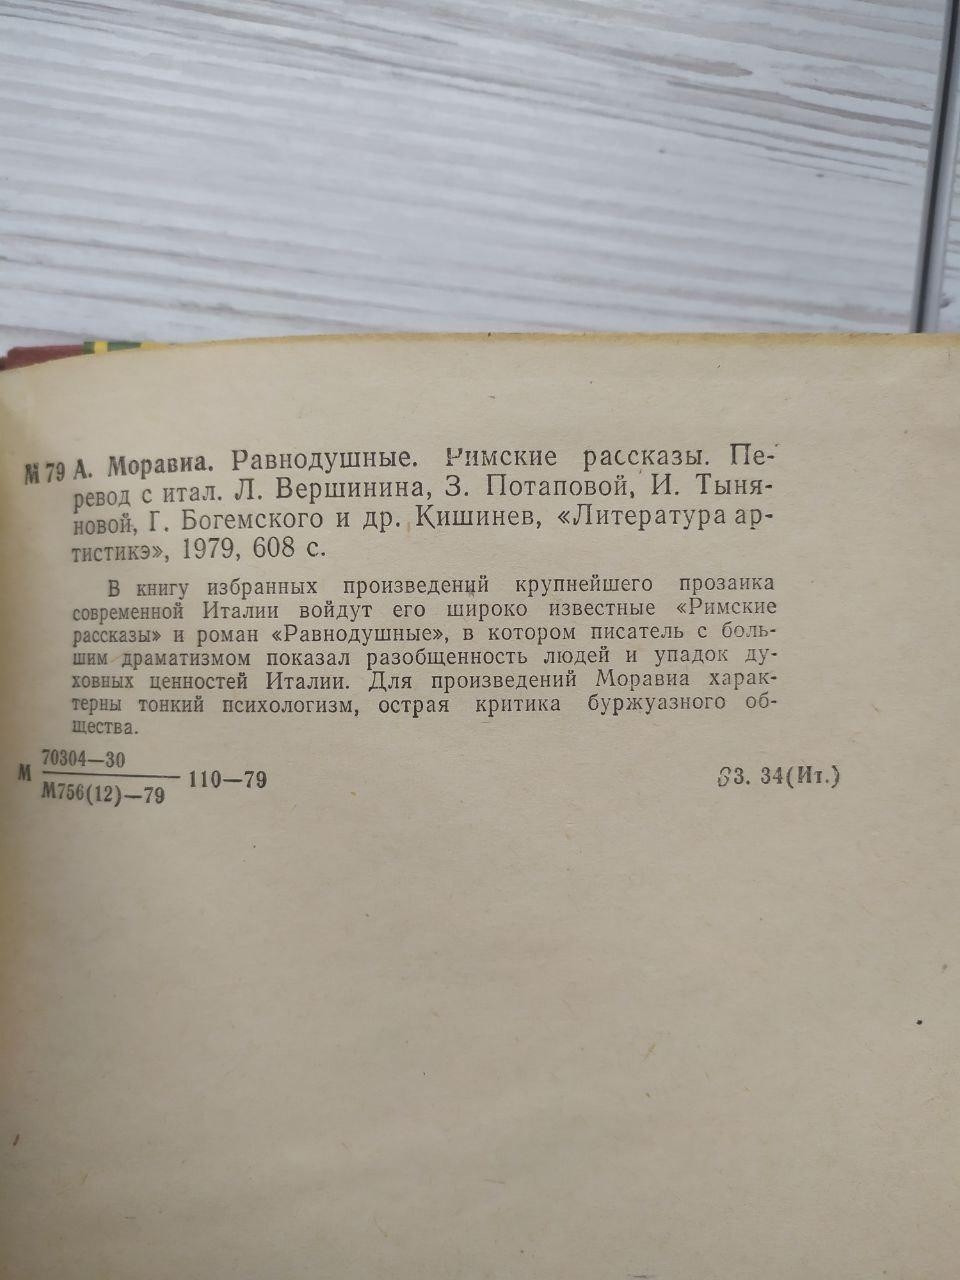 М 79 А. Моравиа. Равнодушные. Римские рассказы. Пе-
ревод с итал. Л. Вершинина, З. Потаповой, И. Тыня-
новой, Г. Богемского и др. Кишинев, «Литература ар-
тистикэ», 1979, 608 с.
В книгу избранных произведений крупнейшего прозаика
современной Италии войдут его широко известные «Римские
рассказы» и роман «Равнодушные», в котором писатель с боль-
шим драматизмом показал разобщенность людей и упадок ду-
ховных ценностей Италии. Для произведений Моравиа харак-
терны тонкий психологизм, острая критика буржуазного об-
щества.
70304—30
М 110—79
М756(12)—79
34(Ит.)